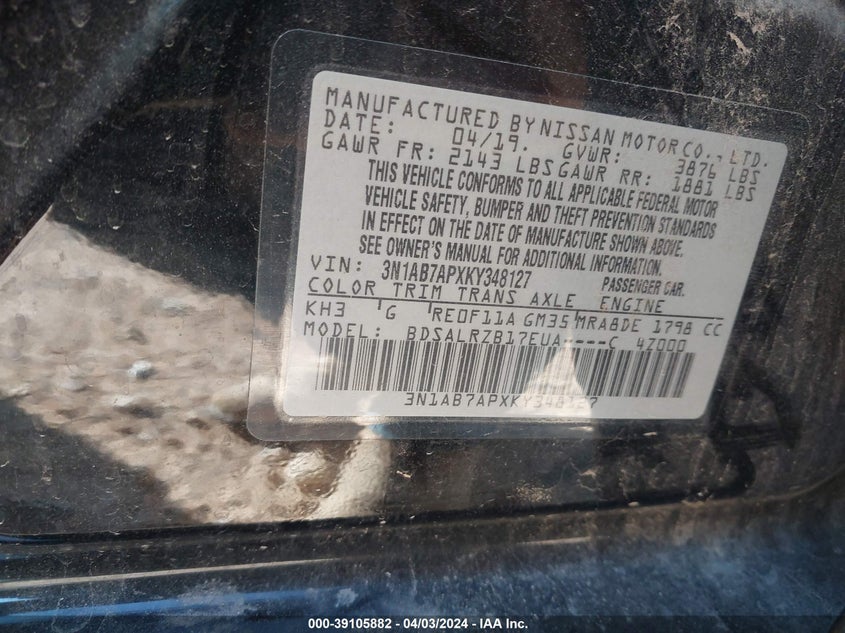 MANUFACTURED BY NISSAN MOTOR CO., LTD.
DATE: 04/19. GVWR: 3876 LBS
GAWR FR: 2143 LBS GAWR RR: 1881 LBS
THIS VEHICLE CONFORMS TO ALL APPLICABLE FEDERAL MOTOR
VEHICLE SAFETY, BUMPER AND THEFT PREVENTION STANDARDS
IN EFFECT ON THE DATE OF MANUFACTURE SHOWN ABOVE.
SEE OWNER'S MANUAL FOR ADDITIONAL INFORMATION.
VIN: 3N1AB7APXKY348127 PASSENGER CAR.
COLOR TRIM TRANS AXLE ENGINE
KH3 G RE0F11A GM35 MRA8DE 1798 CC
MODEL: BDSALRZB17EUA----C 4Z000
3N1AB7APXKY348127
000-39105882 - 04/03/2024 - IAA Inc.